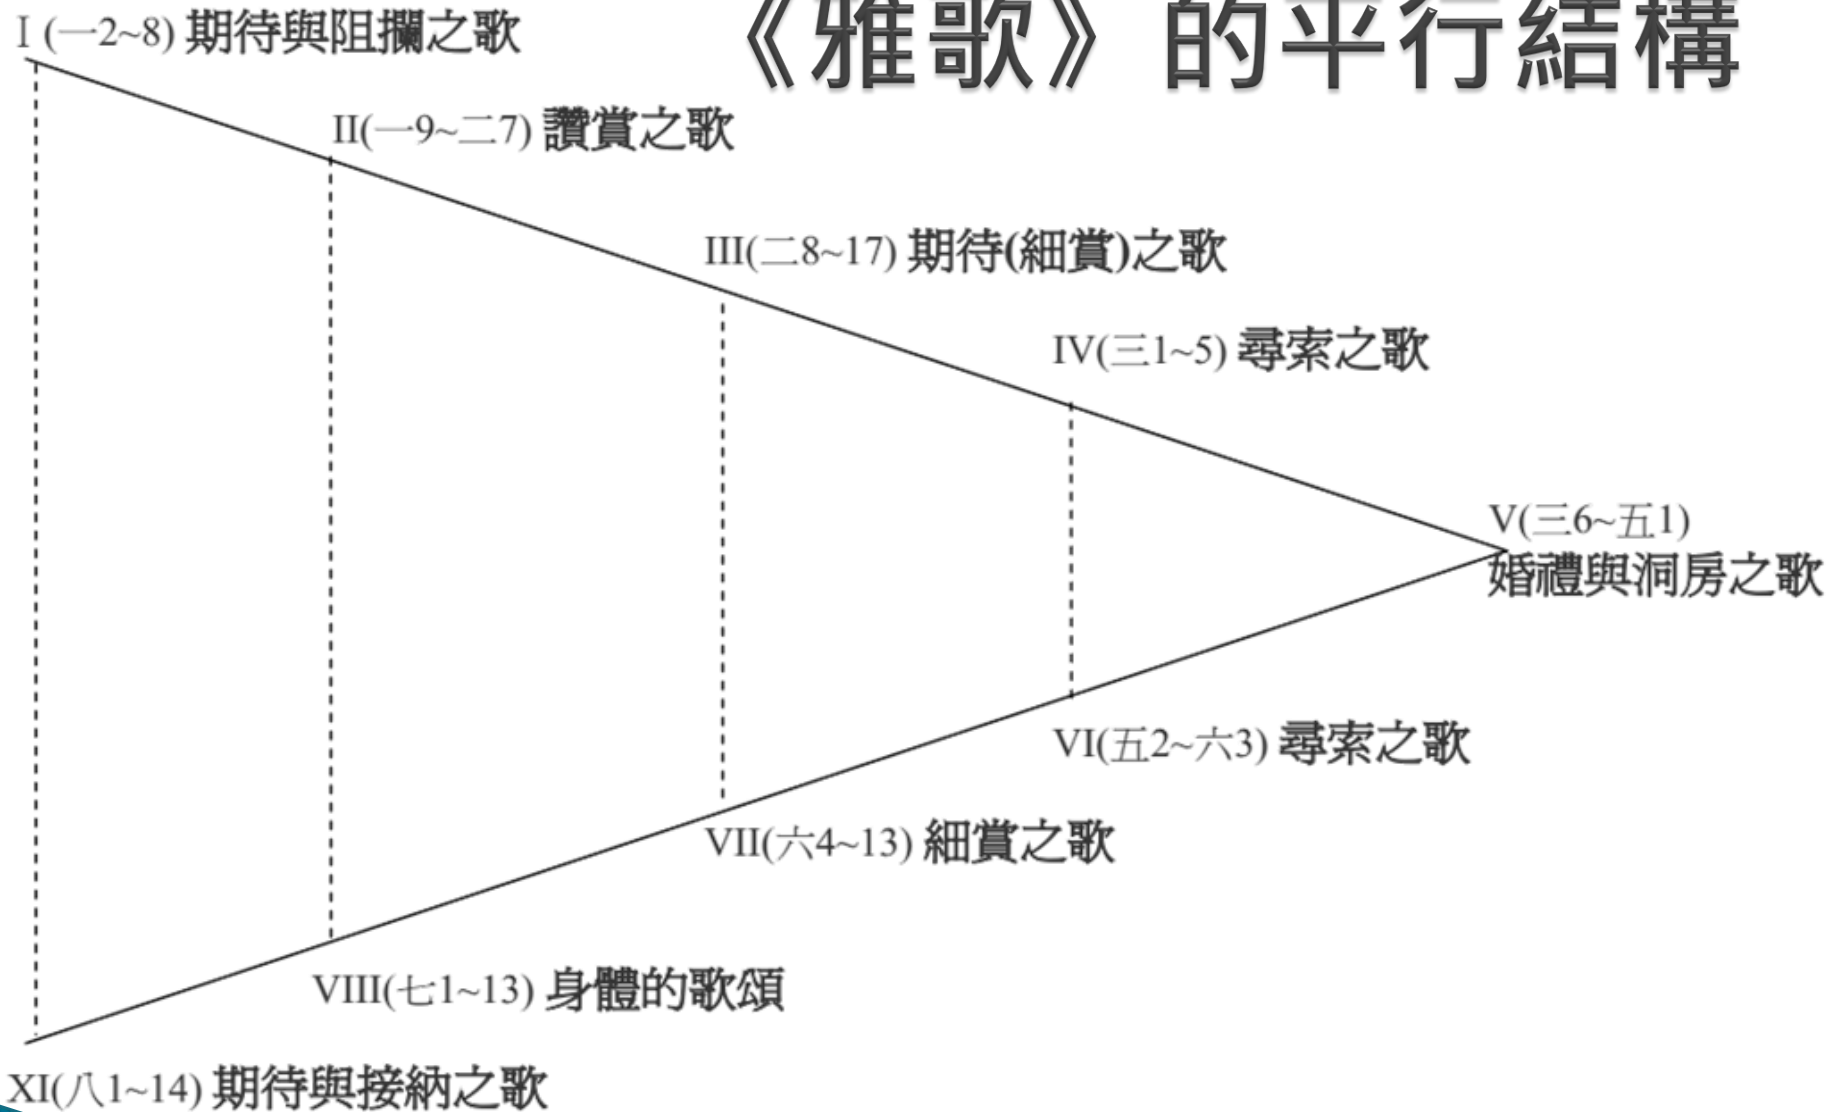 《雅歌》的平行結構
I (一2~8) 期待與阻攔之歌
II(一9~二7) 讚賞之歌
III(二8~17) 期待(細賞)之歌
IV(三1~5) 尋索之歌
V(三6~五1)
婚禮與洞房之歌
VI(五2~六3) 尋索之歌
VII(六4~13) 細賞之歌
VIII(七1~13) 身體的歌頌
XI(八1~14) 期待與接納之歌